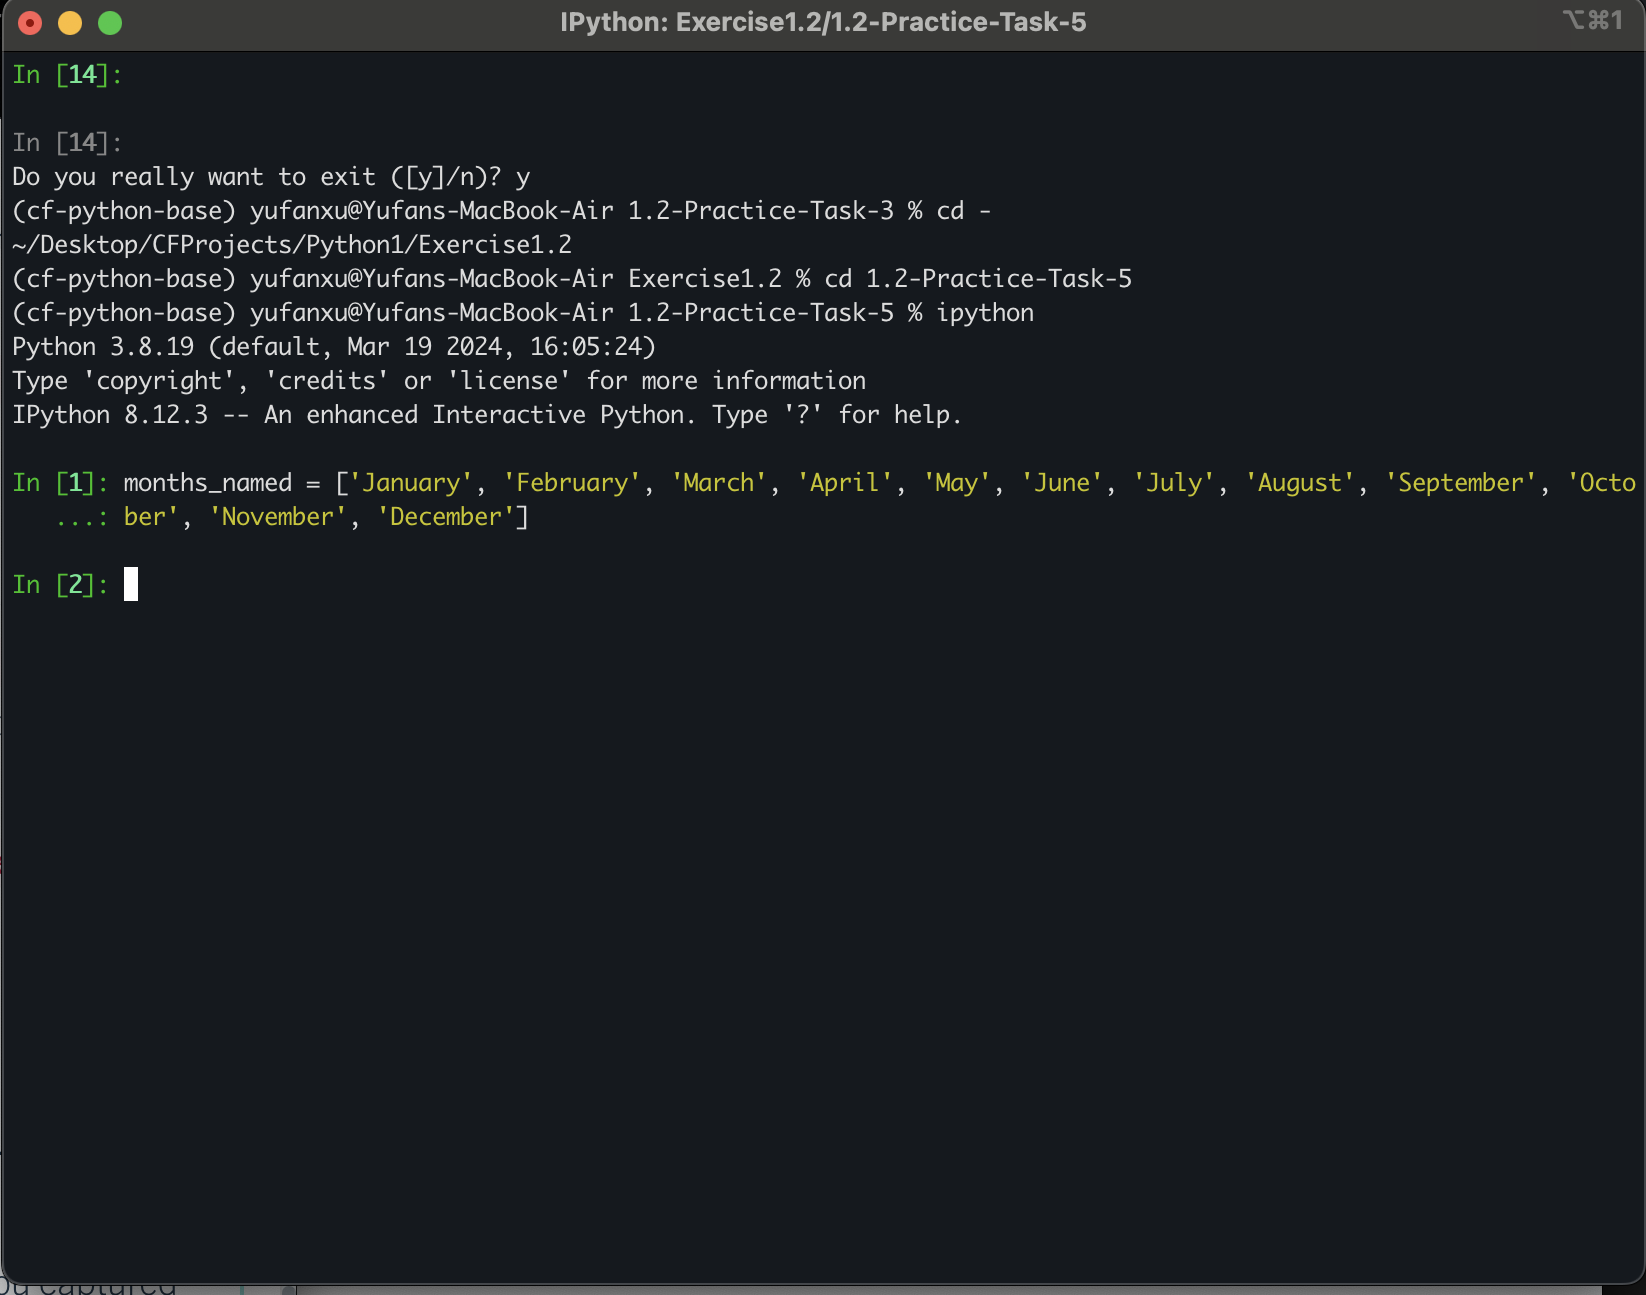 IPython: Exercise1.2/1.2-Practice-Task-5
⌥⌘1
In [14]:
In [14]:
Do you really want to exit ([y]/n)? y
(cf-python-base) yufanxu@Yufans-MacBook-Air 1.2-Practice-Task-3 % cd -
~/Desktop/CFProjects/Python1/Exercise1.2
(cf-python-base) yufanxu@Yufans-MacBook-Air Exercise1.2 % cd 1.2-Practice-Task-5
(cf-python-base) yufanxu@Yufans-MacBook-Air 1.2-Practice-Task-5 % ipython
Python 3.8.19 (default, Mar 19 2024, 16:05:24)
Type 'copyright', 'credits' or 'license' for more information
IPython 8.12.3 -- An enhanced Interactive Python. Type '?' for help.
In [1]: months_named = ['January', 'February', 'March', 'April', 'May', 'June', 'July', 'August', 'September', 'Octo
...: ber', 'November', 'December']
In [2]:
captured